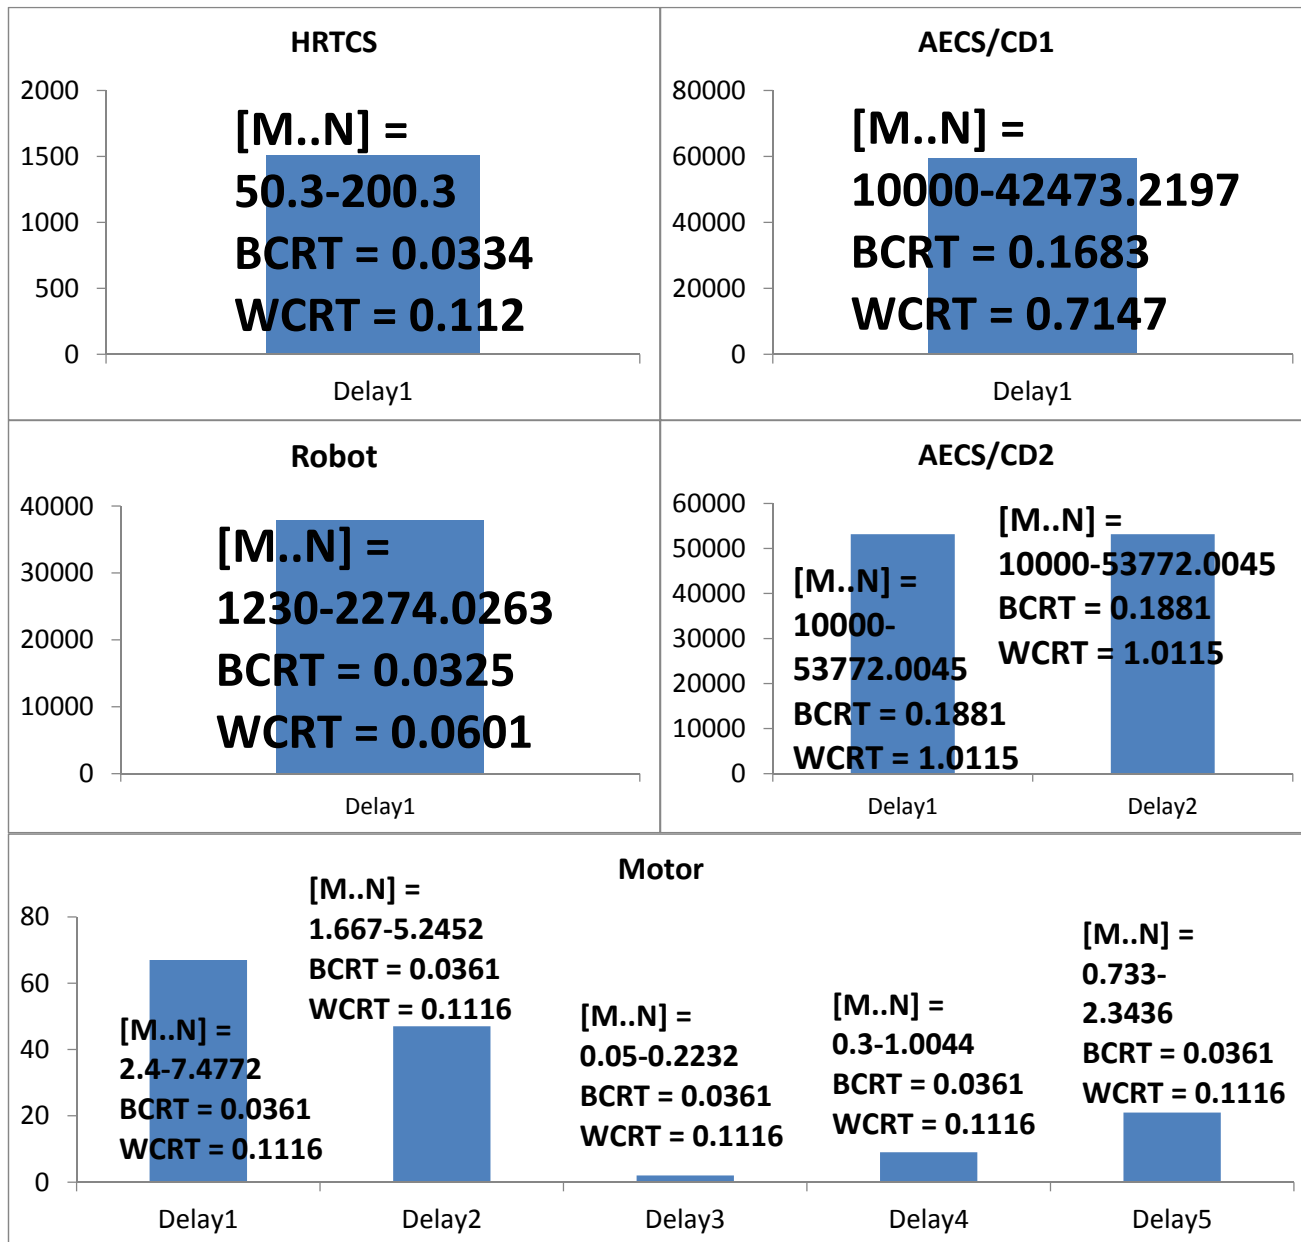 HRTCS
2000
1500
1000
500
0
[M..N] =
50.3-200.3
BCRT = 0.0334
WCRT = 0.112
Delay1
AECS/CD1
80000
60000
40000
20000
0
[M..N] =
10000-42473.2197
BCRT = 0.1683
WCRT = 0.7147
Delay1
Robot
40000
30000
20000
10000
0
[M..N] =
1230-2274.0263
BCRT = 0.0325
WCRT = 0.0601
Delay1
AECS/CD2
60000
50000
40000
30000
20000
10000
0
[M..N] =
10000-
53772.0045
BCRT = 0.1881
WCRT = 1.0115
[M..N] =
10000-53772.0045
BCRT = 0.1881
WCRT = 1.0115
Delay1
Delay2
Motor
80
60
40
20
0
[M..N] =
2.4-7.4772
BCRT = 0.0361
WCRT = 0.1116
[M..N] =
1.667-5.2452
BCRT = 0.0361
WCRT = 0.1116
[M..N] =
0.05-0.2232
BCRT = 0.0361
WCRT = 0.1116
[M..N] =
0.3-1.0044
BCRT = 0.0361
WCRT = 0.1116
[M..N] =
0.733-
2.3436
BCRT = 0.0361
WCRT = 0.1116
Delay1
Delay2
Delay3
Delay4
Delay5